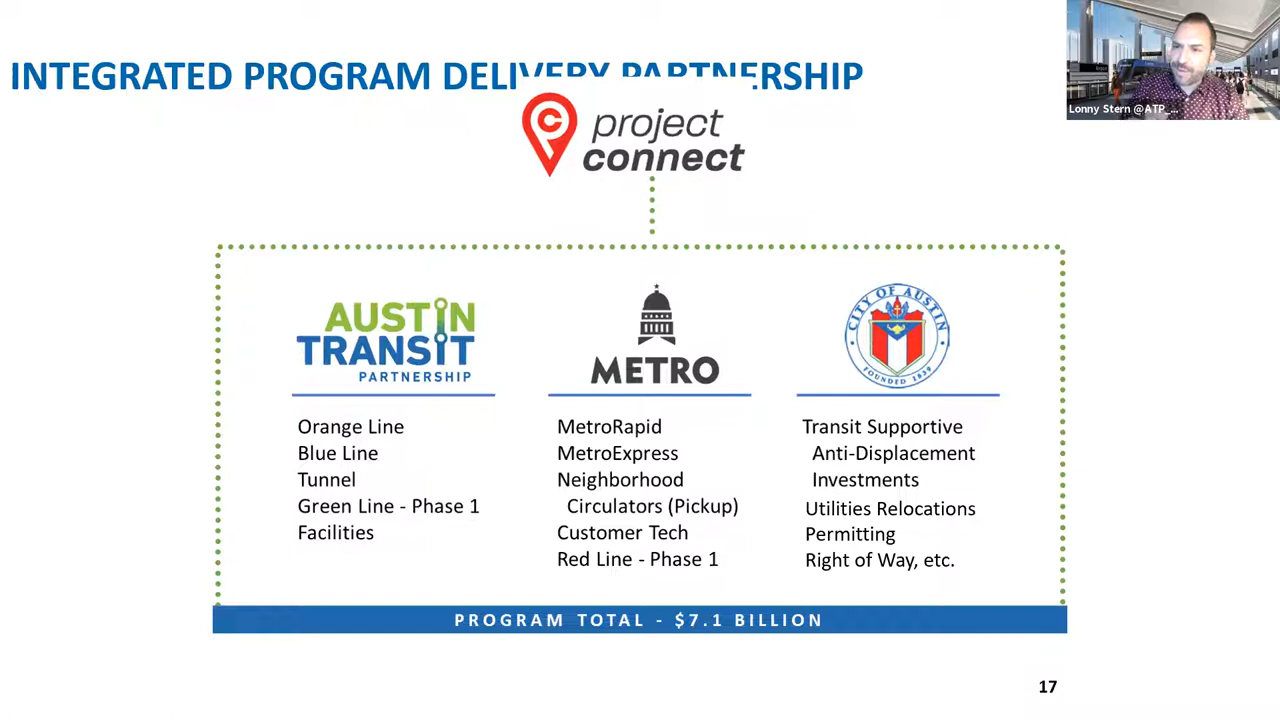 INTEGRATED PROGRAM DELIVERY PARTNERSHIP
Lonny Stern @ATP_...
project
connect
AUSTIN
TRANSIT
PARTNERSHIP
Orange Line
Blue Line
Tunnel
Green Line - Phase 1
Facilities
METRO
MetroRapid
MetroExpress
Neighborhood
Circulators (Pickup)
Customer Tech
Red Line - Phase 1
CITY OF AUSTIN
FOUNDED 1839
Transit Supportive
Anti-Displacement
Investments
Utilities Relocations
Permitting
Right of Way, etc.
PROGRAM TOTAL - $7.1 BILLION
17